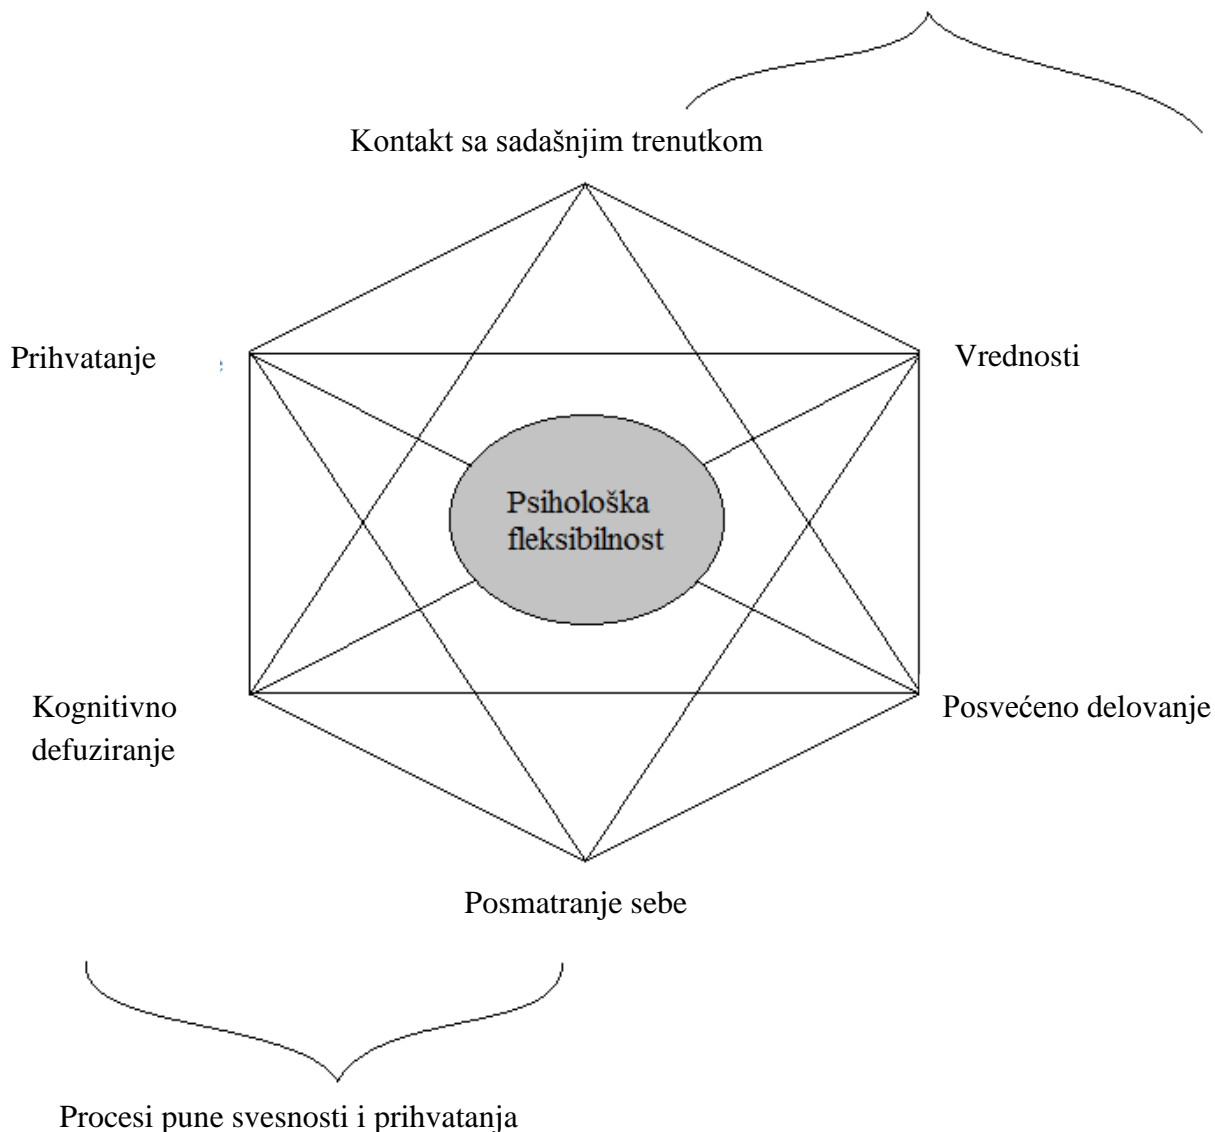 Kontakt sa sadašnjim trenutkom
Prihvatanje
Vrednosti
Psihološka
fleksibilnost
Kognitivno
defuziranje
Posvećeno delovanje
Posmatranje sebe
Procesi pune svesnosti i prihvatanja